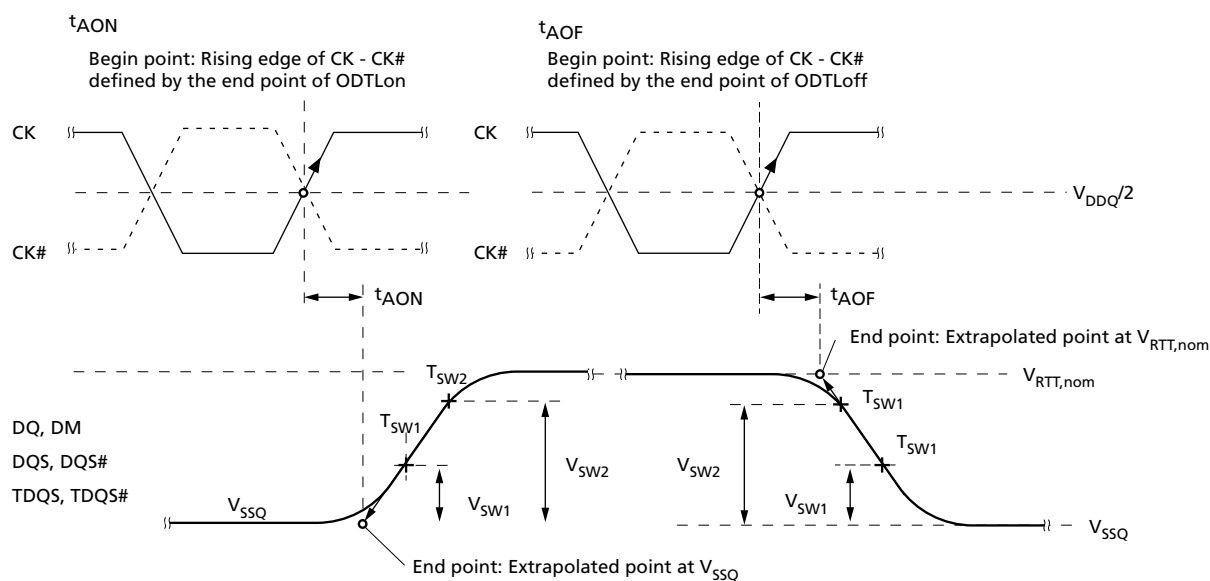 tAON
Begin point: Rising edge of CK - CK#
defined by the end point of ODTLon
CK
CK#
tAON
tAOF
Begin point: Rising edge of CK - CK#
defined by the end point of ODTLoff
CK
VDDQ/2
CK#
tAOF
End point: Extrapolated point at VRTT,nom
TSW2
VRTT,nom
TSW1
TSW1
DQ, DM
DQS, DQS#
TDQS, TDQS#
TSW1
VSW2
VSW2
VSSQ
VSW1
VSW1
VSSQ
End point: Extrapolated point at VSSQ